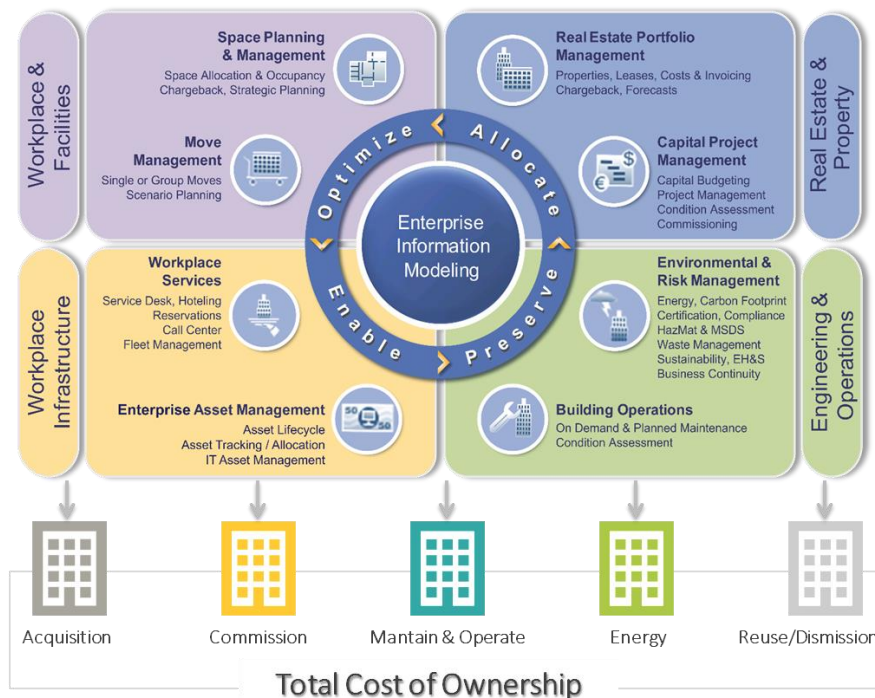 Workplace &
Facilities
Space Planning
& Management
Space Allocation & Occupancy
Chargeback, Strategic Planning
Move
Management
Single or Group Moves
Scenario Planning
Real Estate Portfolio
Management
Properties, Leases, Costs & Invoicing
Chargeback, Forecasts
Capital Project
Management
Capital Budgeting
Project Management
Condition Assessment
Commissioning
Real Estate &
Property
Optimize
Allocate
Enterprise
Information
Modeling
Enable
Preserve
Workplace
Infrastructure
Workplace
Services
Service Desk, Hoteling
Reservations
Call Center
Fleet Management
Enterprise Asset Management
Asset Lifecycle
Asset Tracking / Allocation
IT Asset Management
50
50
Environmental &
Risk Management
Energy, Carbon Footprint
Certification, Compliance
HazMat & MSDS
Waste Management
Sustainability, EH&S
Business Continuity
Building Operations
On Demand & Planned Maintenance
Condition Assessment
Engineering &
Operations
$
€
Acquisition
Commission
Mantain & Operate
Energy
Reuse/Dismission
Total Cost of Ownership